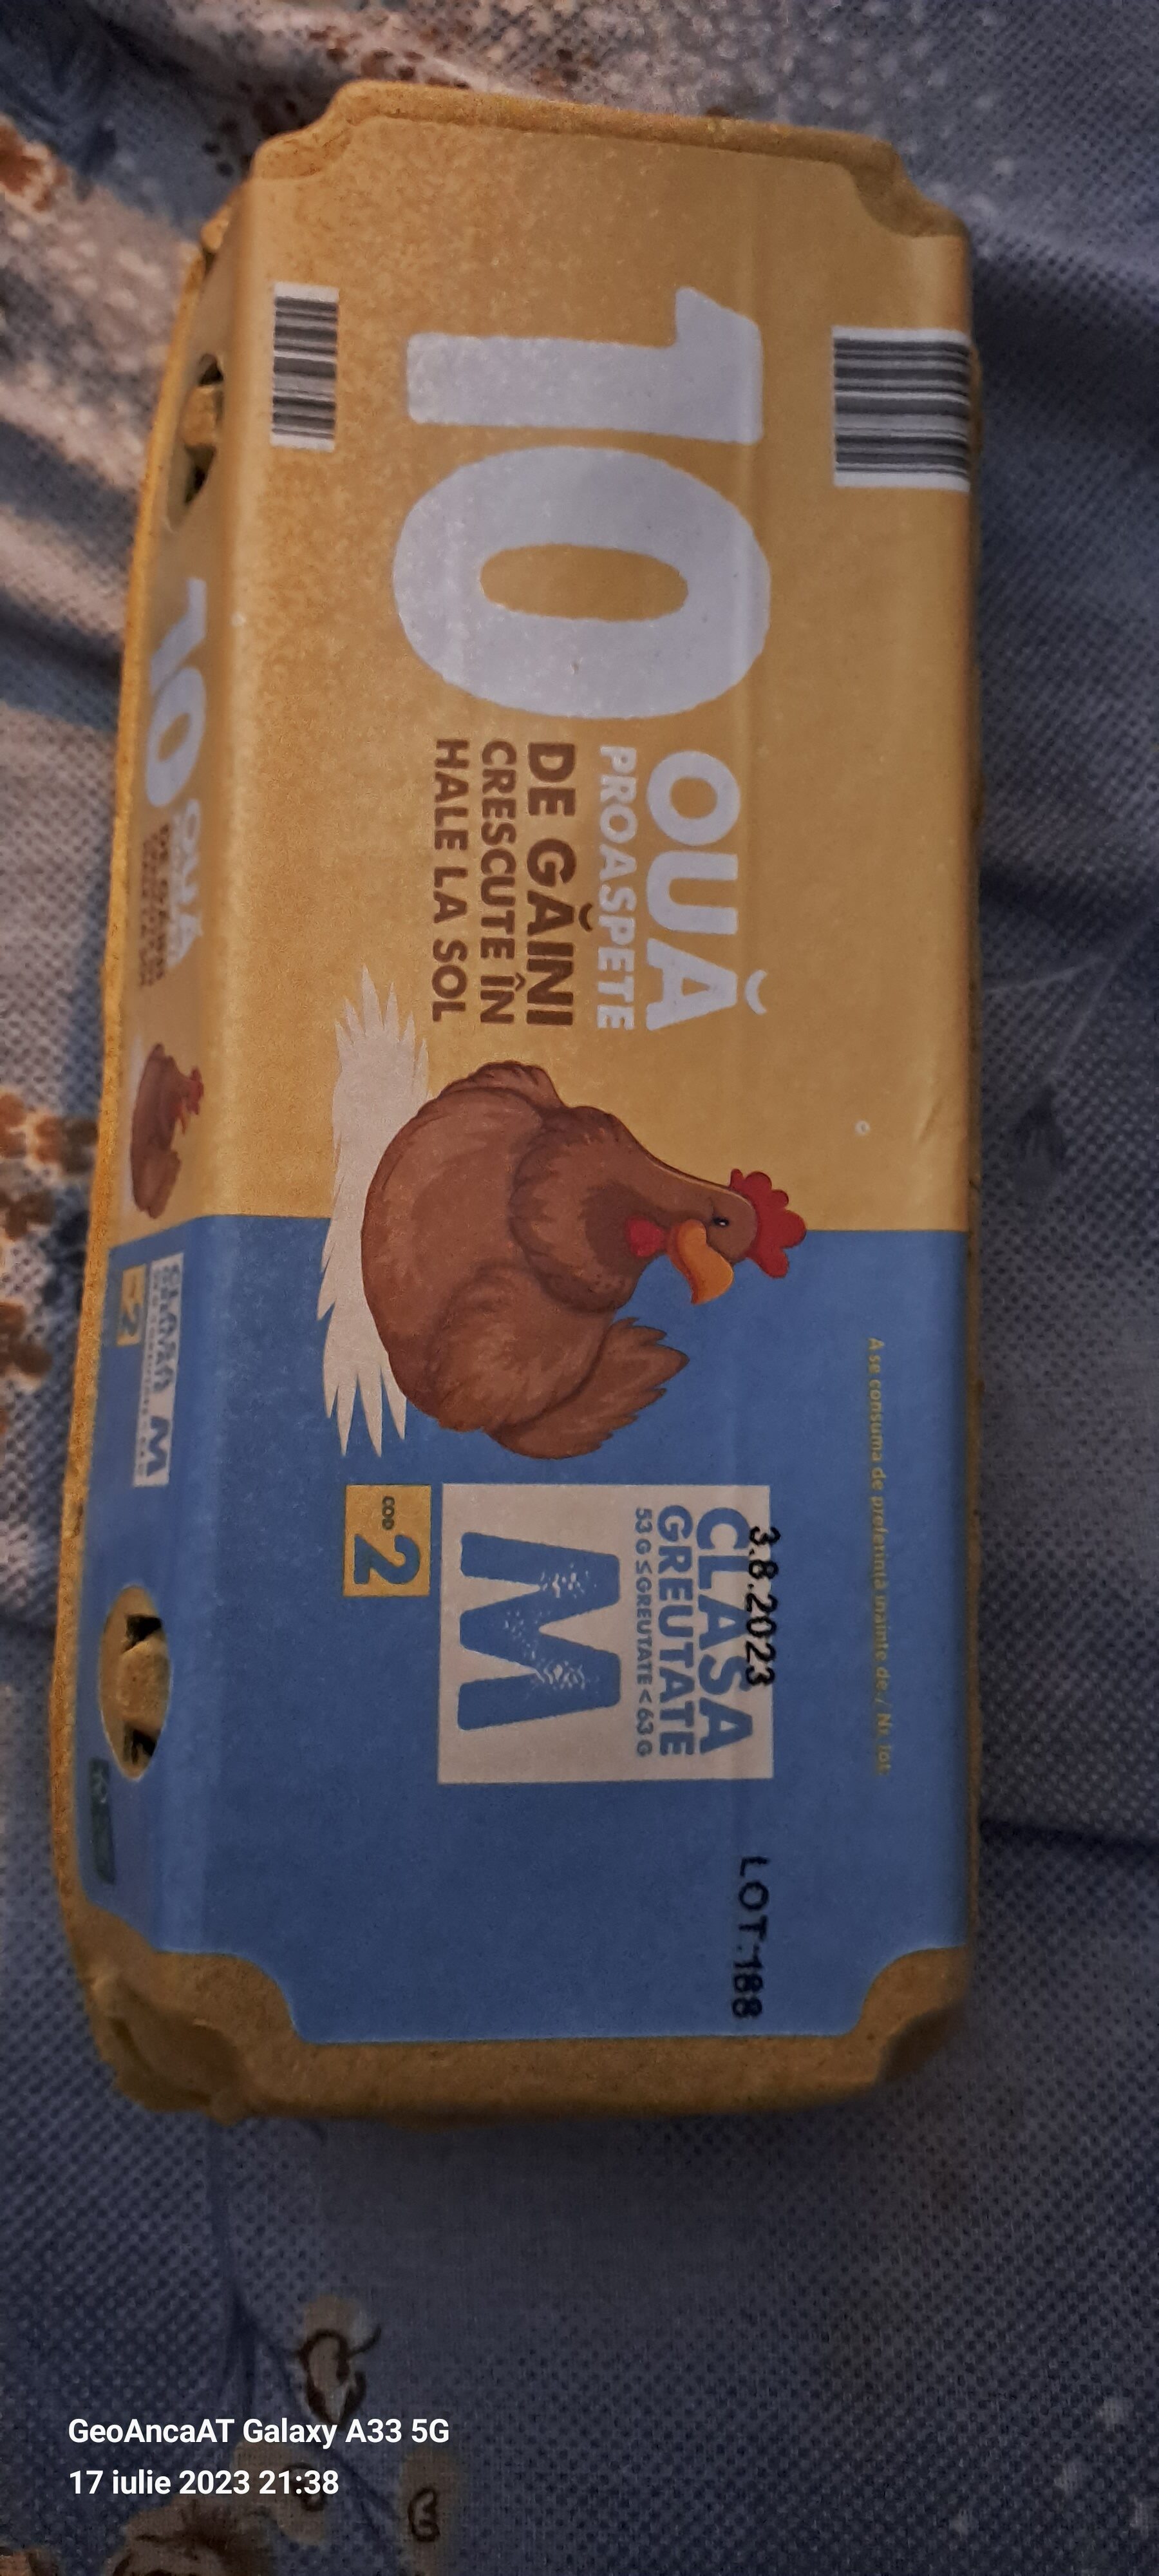 10
OUĂ
PROASPETE
DE GĂINI
CRESCUTE ÎN
HALE LA SOL
A se consuma de preferință înainte de / Nr. lot:
3.8.2023
LOT:188
CLASA
GREUTATE
53 G ≤ GREUTATE < 63 G
M
COD 2
10 OUĂ
CLASA
M
2
GeoAncaAT Galaxy A33 5G
17 iulie 2023 21:38